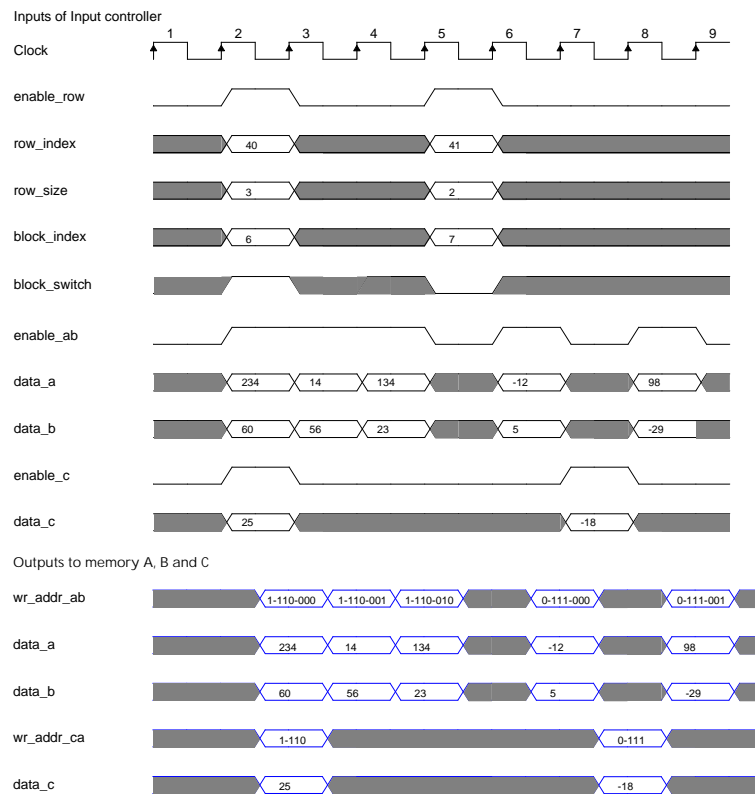 Inputs of Input controller
1 2 3 4 5 6 7 8 9
Clock
enable_row
row_index 40 41
row_size 3 2
block_index 6 7
block_switch
enable_ab
data_a 234 14 134 -12 98
data_b 60 56 23 5 -29
enable_c
data_c 25 -18
Outputs to memory A, B and C
wr_addr_ab 1-110-000 1-110-001 1-110-010 0-111-000 0-111-001
data_a 234 14 134 -12 98
data_b 60 56 23 5 -29
wr_addr_ca 1-110 0-111
data_c 25 -18